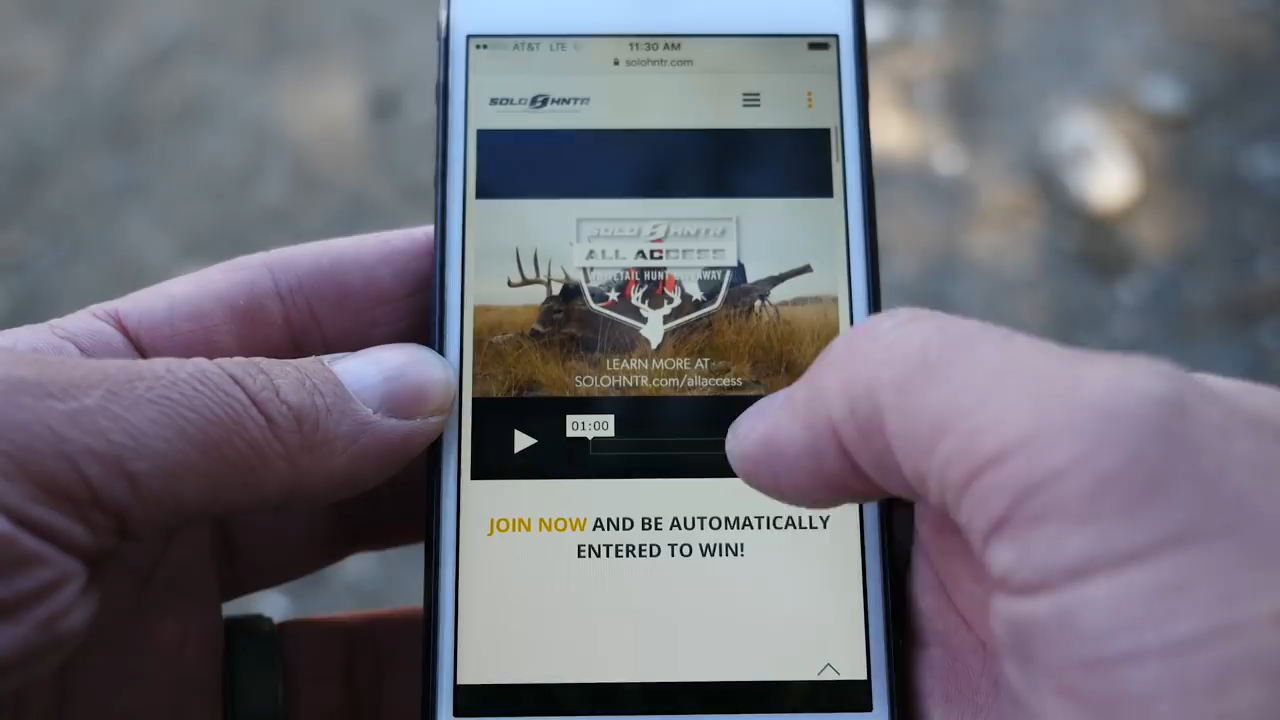 AT&T LTE 11:30 AM
solohntr.com
SOLO HNTR
SOLO HNTR
ALL ACCESS
HUNT
LEARN MORE AT
SOLOHNTR.com/allaccess
01:00
JOIN NOW AND BE AUTOMATICALLY
ENTERED TO WIN!